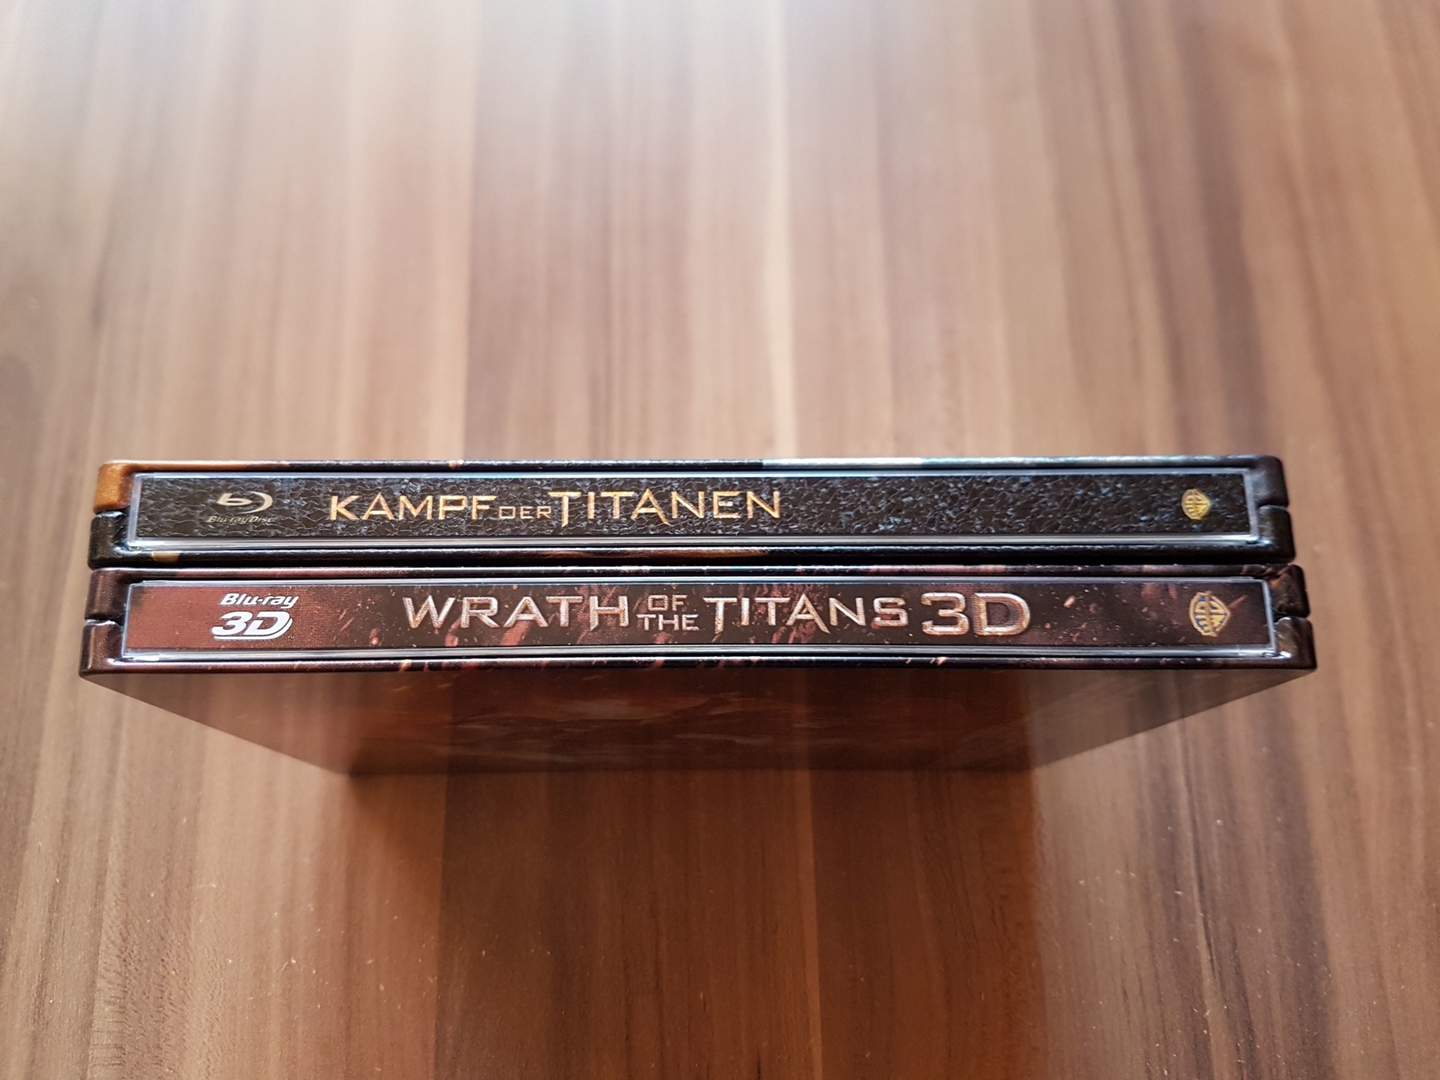 Blu-ray Disc
KAMPF DER TITANEN
Blu-ray
3D
WRATH OF THE TITANS 3D